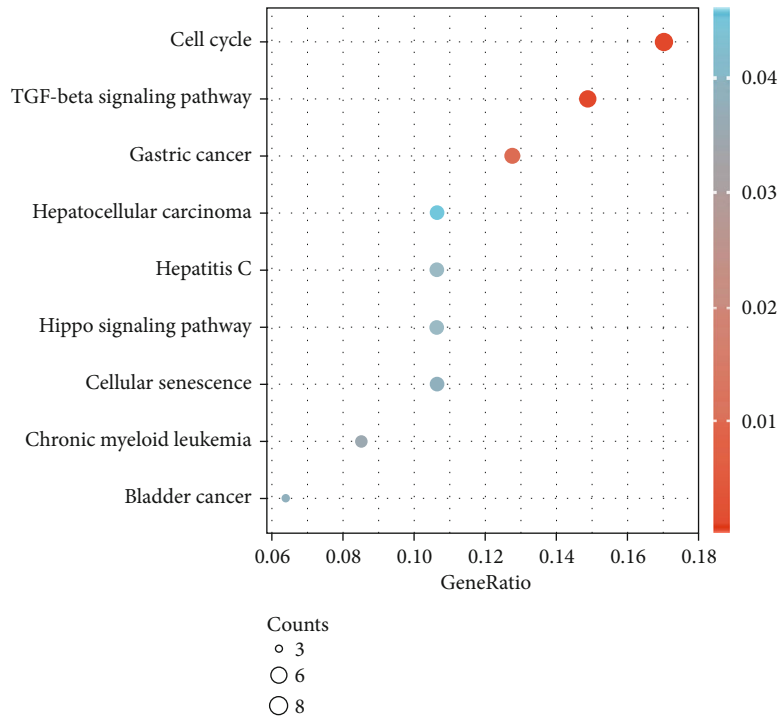 Cell cycle
TGF-beta signaling pathway
Gastric cancer
Hepatocellular carcinoma
Hepatitis C
Hippo signaling pathway
Cellular senescence
Chronic myeloid leukemia
Bladder cancer
0.06 0.08 0.10 0.12 0.14 0.16 0.18
GeneRatio
0.04
0.03
0.02
0.01
Counts
3
6
8